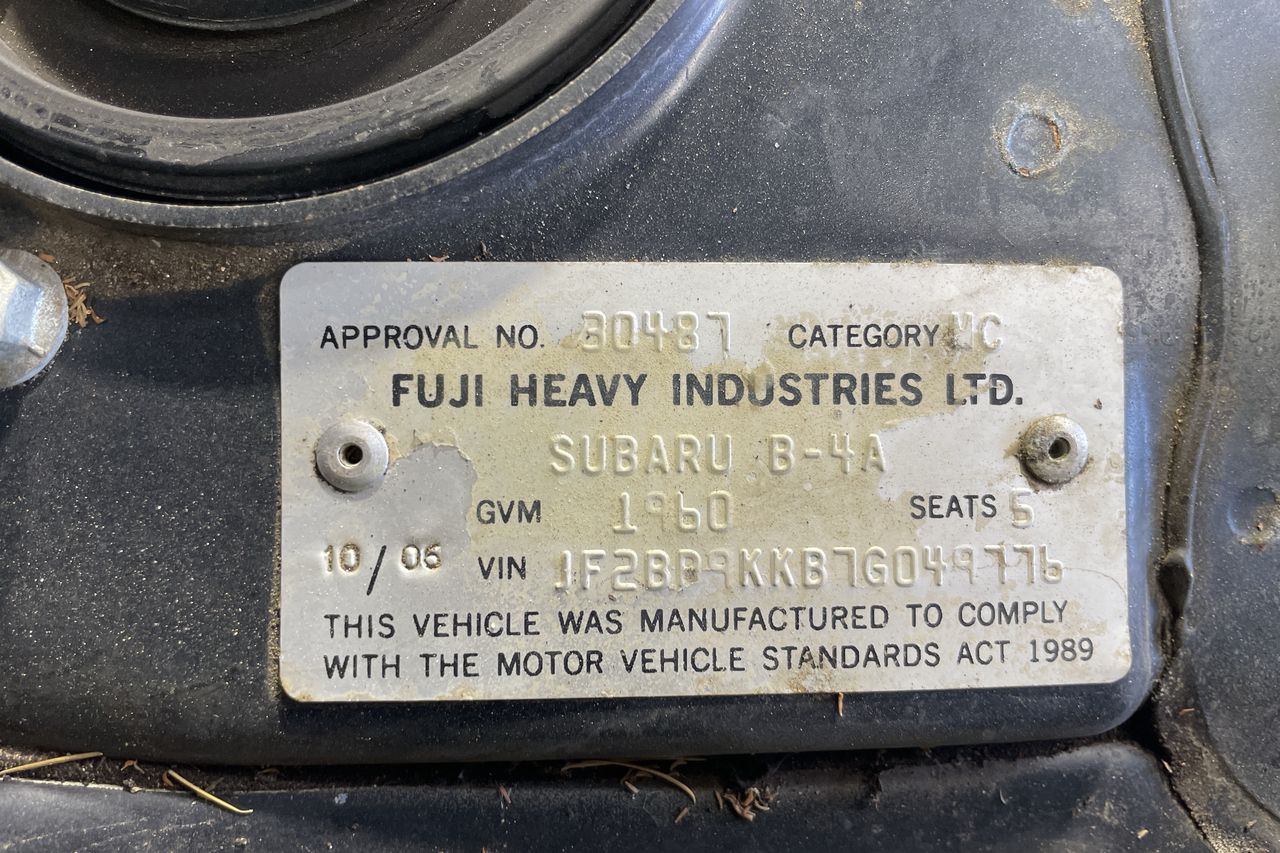 APPROVAL NO. 30487 CATEGORY MC
FUJI HEAVY INDUSTRIES LTD.
SUBARU B-4A
GVM 1960 SEATS 5
10/06 VIN
THIS VEHICLE WAS MANUFACTURED TO COMPLY
WITH THE MOTOR VEHICLE STANDARDS ACT 1989